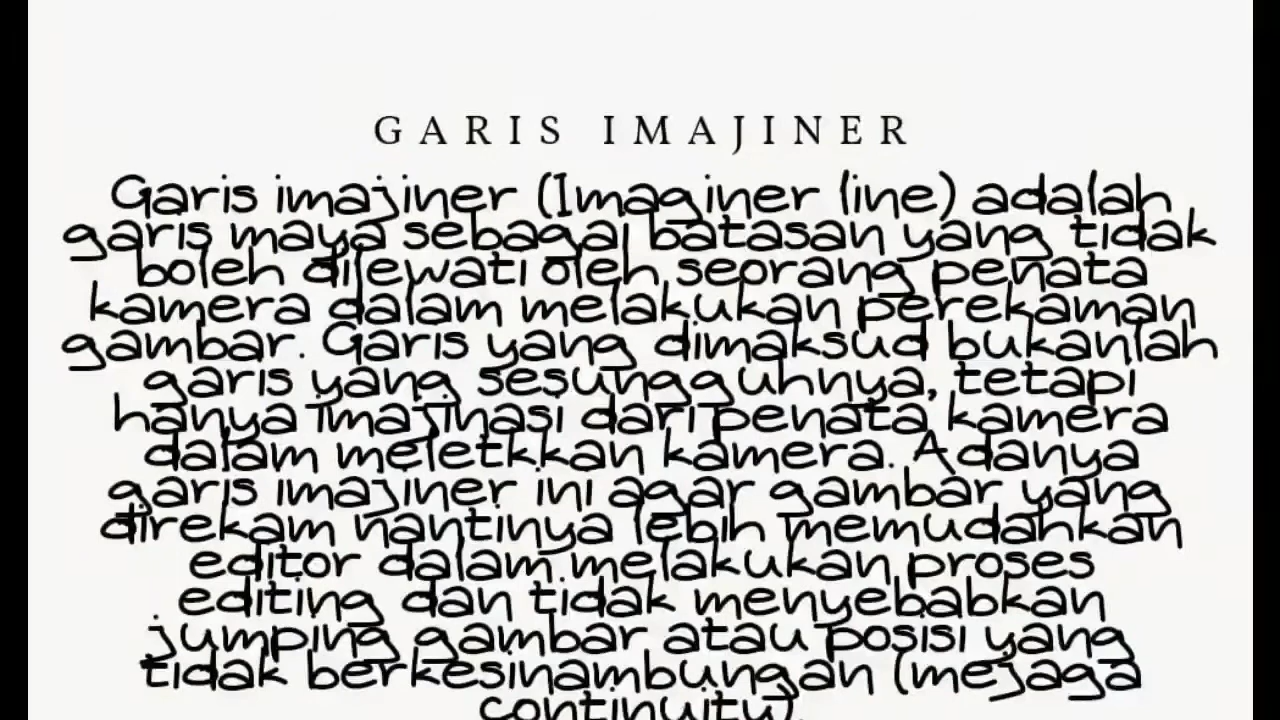 GARIS IMAJINER
Garis imajiner (Imaginer line) adalah
garis maya sebagai batasan yang tidak
boleh dilewati oleh seorang penata
kamera dalam melakukan perekaman
gambar. Garis yang dimaksud bukanlah
garis yang sesungguhnya, tetapi
hanya imajinasi dari penata kamera
dalam meletkkan kamera. Adanya
garis imajiner ini agar gambar yang
direkam nantinya lebih memudahkan
editor dalam melakukan proses
editing dan tidak menyebabkan
jumping gambar atau posisi yang
tidak berkesinambungan (mejaga
continuity).